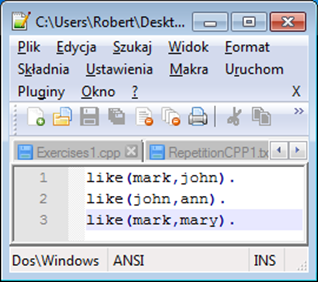 C:\Users\Robert\Deskt...
Plik Edycja Szukaj Widok Format
Składnia Ustawienia Makra Uruchom
Pluginy Okno ? X
Exercises1.cpp RepetitionCPP1.tx
1 like(mark,john).
2 like(john,ann).
3 like(mark,mary).
Dos\Windows ANSI INS